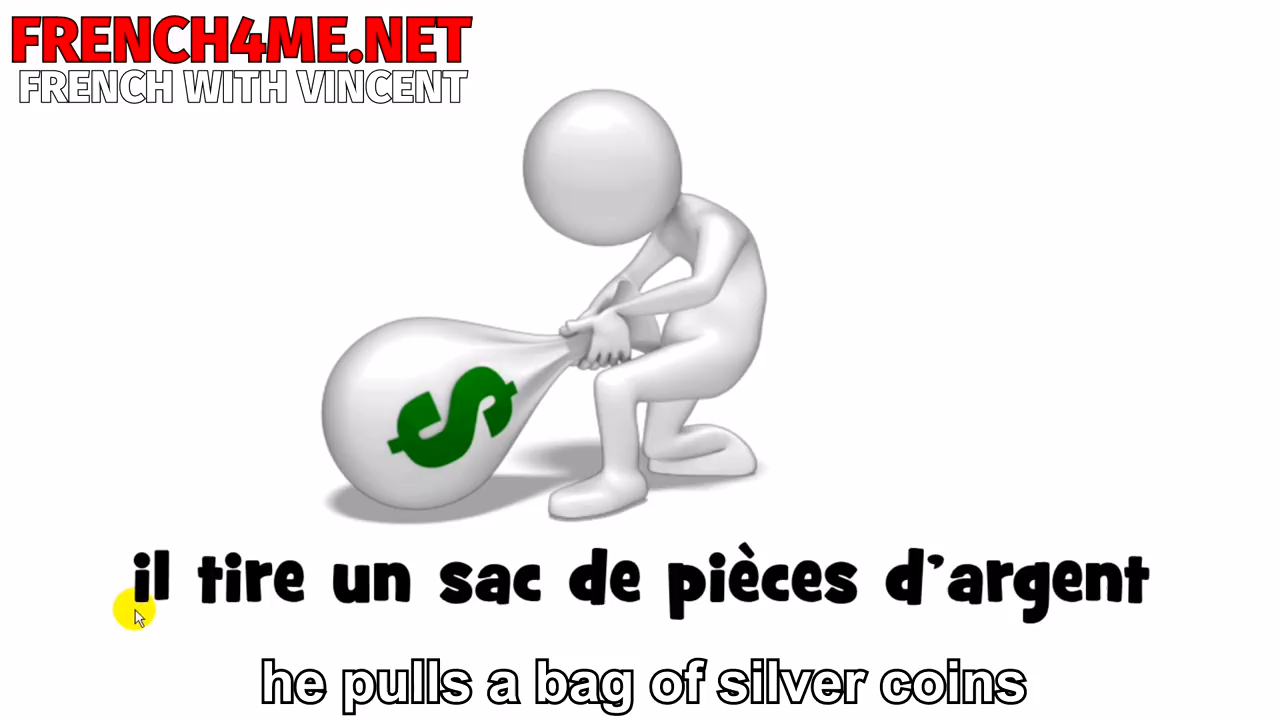 FRENCH4ME.NET
FRENCH WITH VINCENT
$
il tire un sac de pièces d'argent
he pulls a bag of silver coins